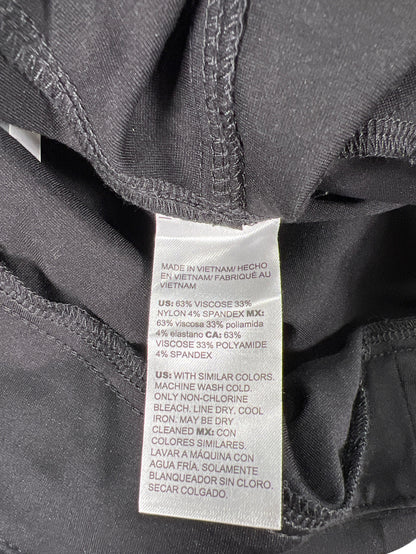 MADE IN VIETNAM/ HECHO
EN VIETNAM/ FABRIQUÉ AU
VIETNAM
US: 63% VISCOSE 33%
NYLON 4% SPANDEX MX:
63% viscosa 33% poliamida
4% elastano CA: 63%
VISCOSE 33% POLYAMIDE
4% SPANDEX
US: WITH SIMILAR COLORS.
MACHINE WASH COLD.
ONLY NON-CHLORINE
BLEACH. LINE DRY. COOL
IRON. MAY BE DRY
CLEANED MX: CON
COLORES SIMILARES.
LAVAR A MÁQUINA CON
AGUA FRÍA. SOLAMENTE
BLANQUEADOR SIN CLORO.
SECAR COLGADO.